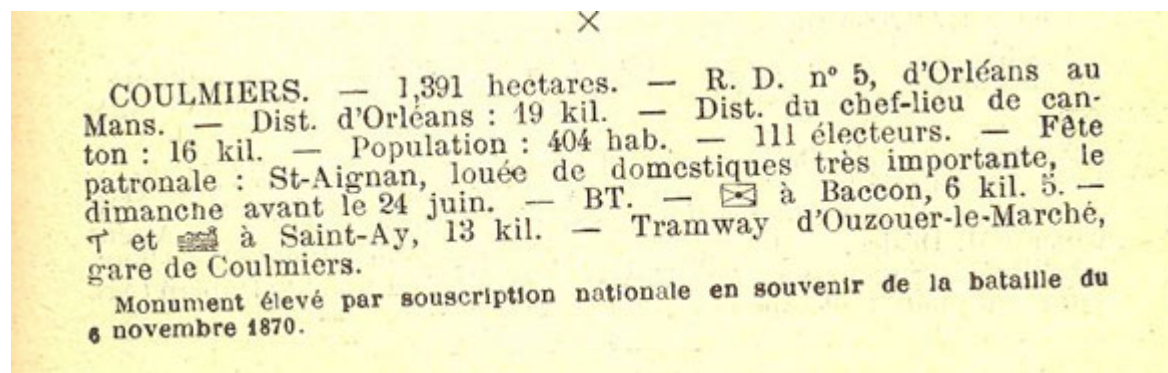 COULMIERS. — 1,391 hectares. — R. D. n° 5, d'Orléans au
Mans. — Dist. d'Orléans : 19 kil. — Dist. du chef-lieu de can-
ton : 16 kil. — Population : 404 hab. — 111 électeurs. — Fête
patronale : St-Aignan, louée de domestiques très importante, le
dimanche avant le 24 juin. — BT. — ✉ à Baccon, 6 kil. 5. —
et à Saint-Ay, 13 kil. — Tramway d'Ouzouer-le-Marché,
gare de Coulmiers.
Monument élevé par souscription nationale en souvenir de la bataille du
6 novembre 1870.